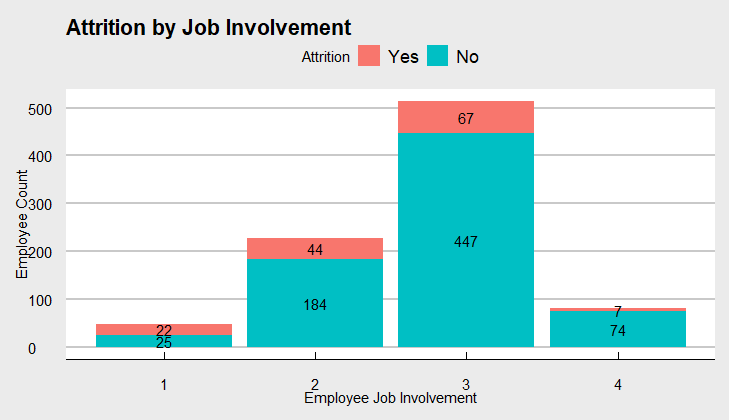 Attrition by Job Involvement
Attrition Yes No
Employee Count
500
400
300
200
100
0
67
447
44
184
22
25
7
74
1 2 3 4
Employee Job Involvement